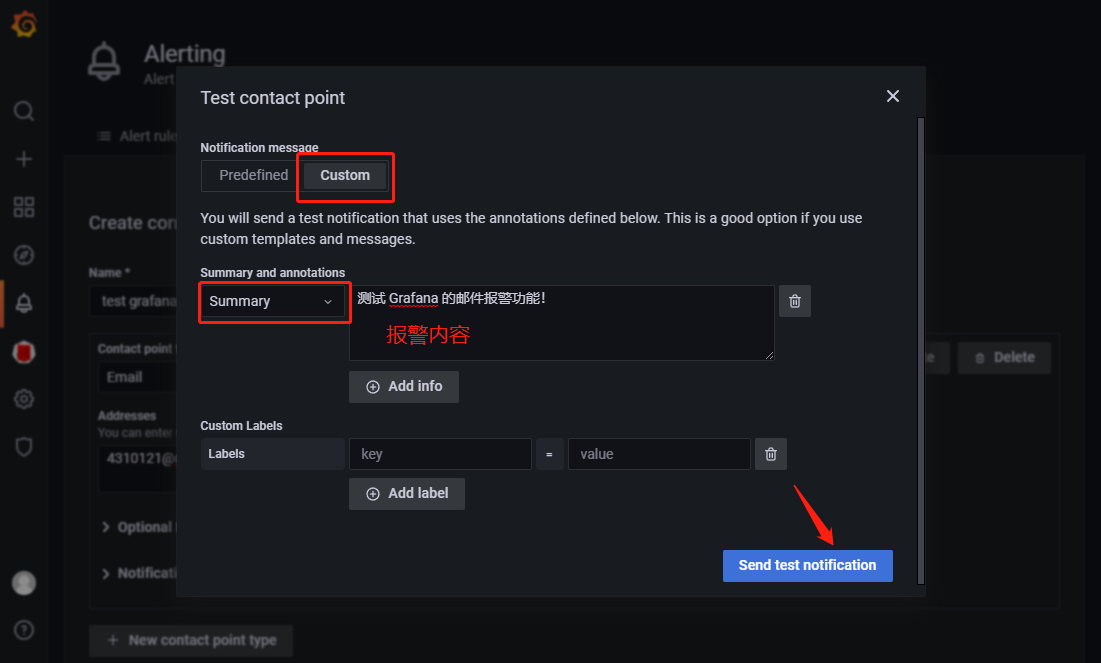 Alerting
Alert
Alert rule
Test contact point
Notification message
Predefined
Custom
You will send a test notification that uses the annotations defined below. This is a good option if you use
custom templates and messages.
Create con
Summary and annotations
Name *
Summary
测试 Grafana 的邮件报警功能!
test grafana
报警内容
Contact point
Delete
Email
Add info
Addresses
You can enter
Custom Labels
Labels
key
=
value
4310121@
Add label
Optional
Send test notification
Notificati
New contact point type